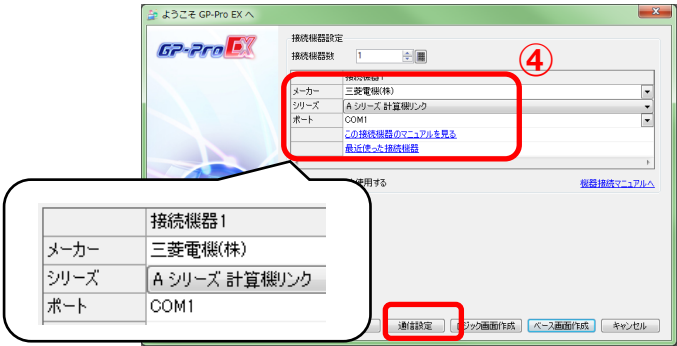 ようこそ GP-Pro EX へ
GP-Pro EX
接続機器設定
接続機器数 1
④
接続機器1
メーカー 三菱電機(株)
シリーズ A シリーズ 計算機リンク
ポート COM1
この接続機器のマニュアルを見る
最近使った接続機器
使用する
機器接続マニュアルへ
接続機器1
メーカー 三菱電機(株)
シリーズ A シリーズ 計算機リンク
ポート COM1
通信設定 ロジック画面作成 ベース画面作成 キャンセル